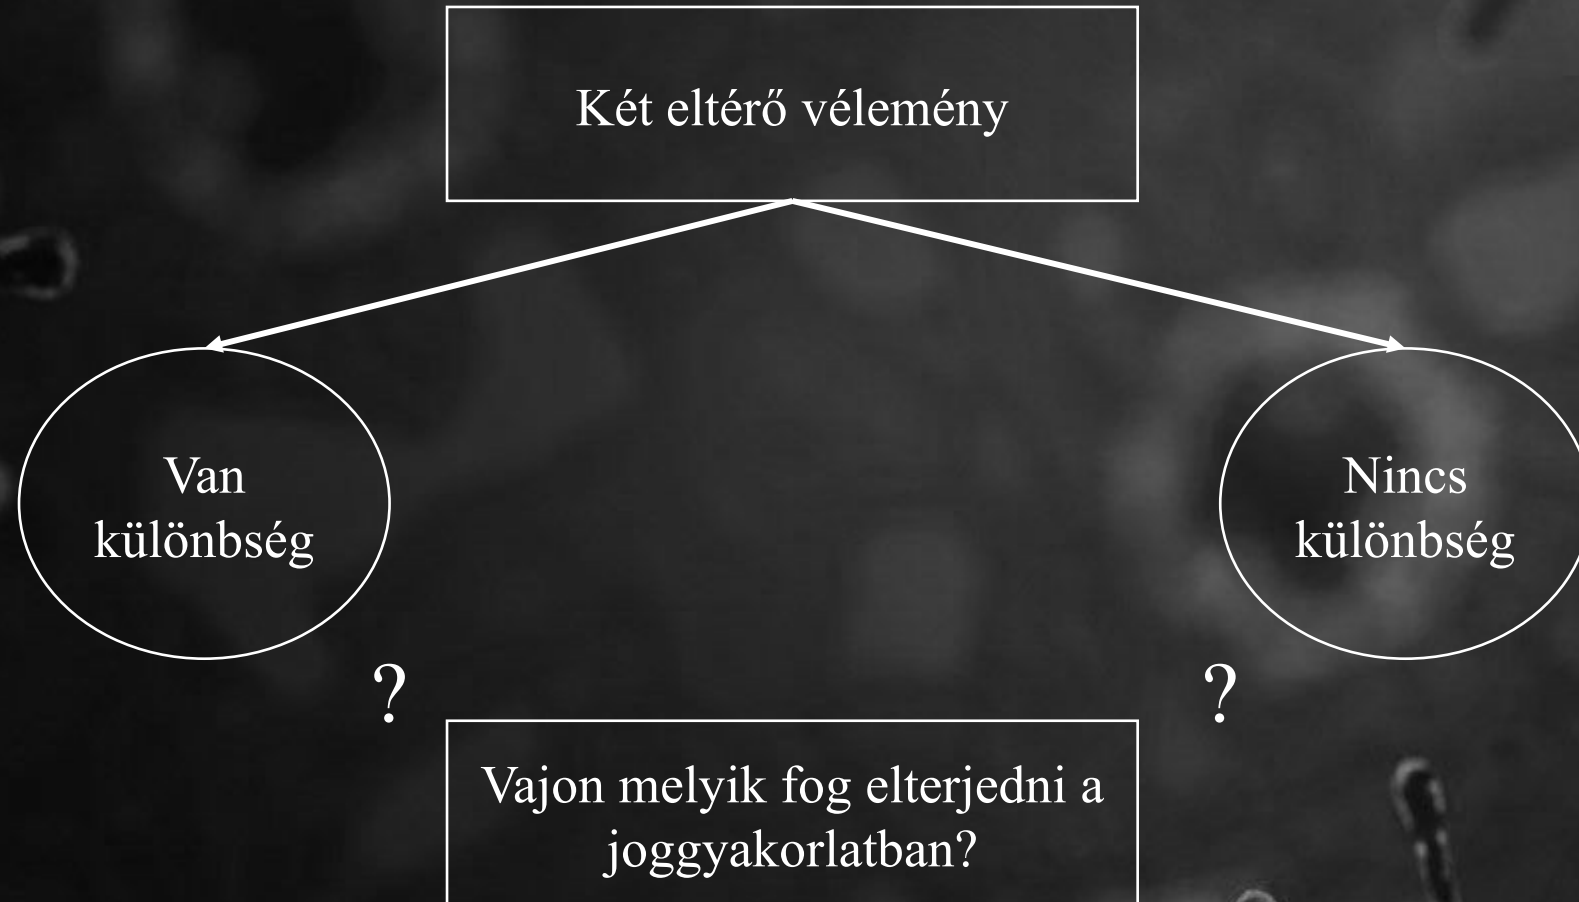 Két eltérő vélemény
Van
különbség
Nincs
különbség
?
?
Vajon melyik fog elterjedni a
joggyakorlatban?